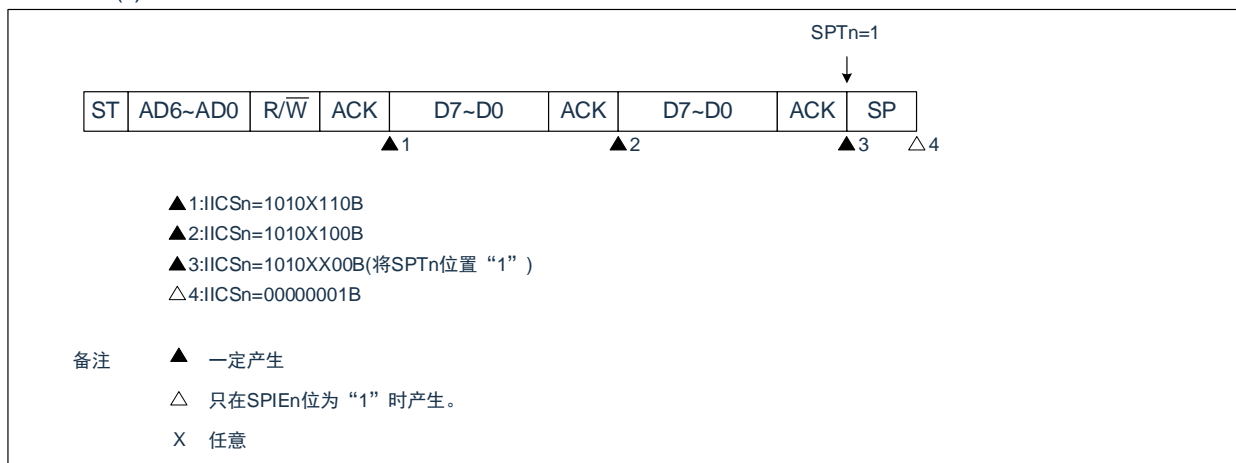 SPTn=1
ST AD6~AD0 R/W̅ ACK D7~D0 ACK D7~D0 ACK SP
▲1 ▲2 ▲3 △4
▲1:IICSn=1010X110B
▲2:IICSn=1010X100B
▲3:IICSn=1010XX00B(将SPTn位置“1”)
△4:IICSn=00000001B
备注 ▲ 一定产生
△ 只在SPIEn位为“1”时产生。
X 任意